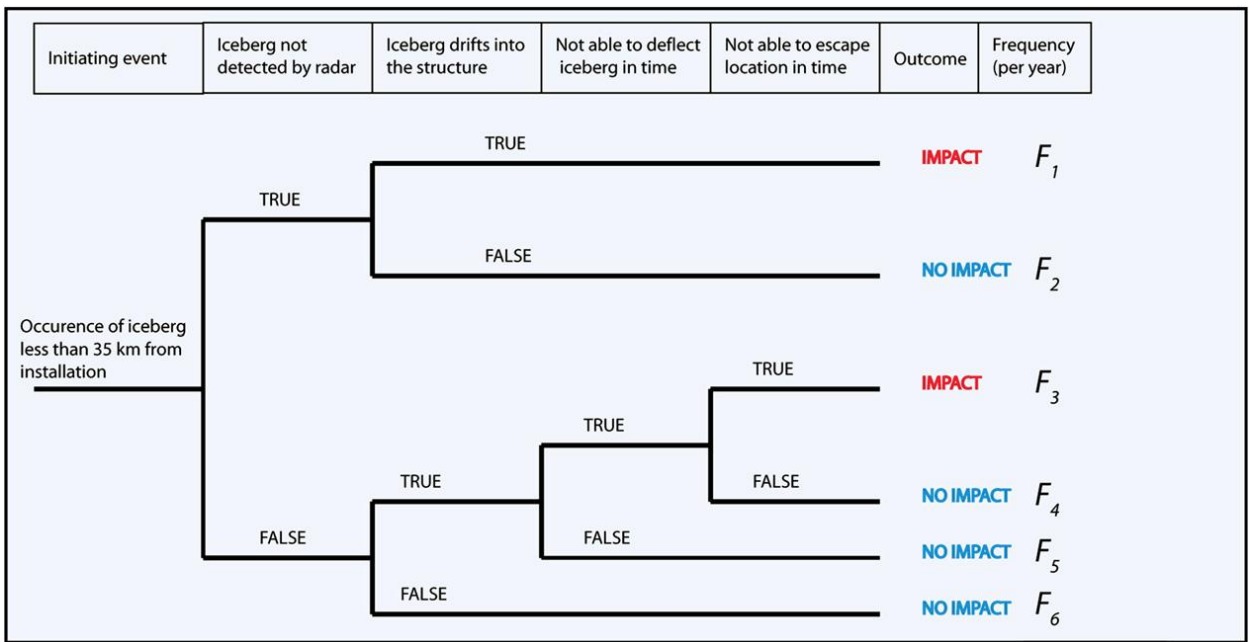 Initiating event
Iceberg not
detected by radar
Iceberg drifts into
the structure
Not able to deflect
iceberg in time
Not able to escape
location in time
Outcome
Frequency
(per year)
TRUE
IMPACT
F1
TRUE
FALSE
NO IMPACT
F2
Occurence of iceberg
less than 35 km from
installation
TRUE
IMPACT
F3
TRUE
TRUE
FALSE
NO IMPACT
F4
FALSE
FALSE
NO IMPACT
F5
FALSE
NO IMPACT
F6